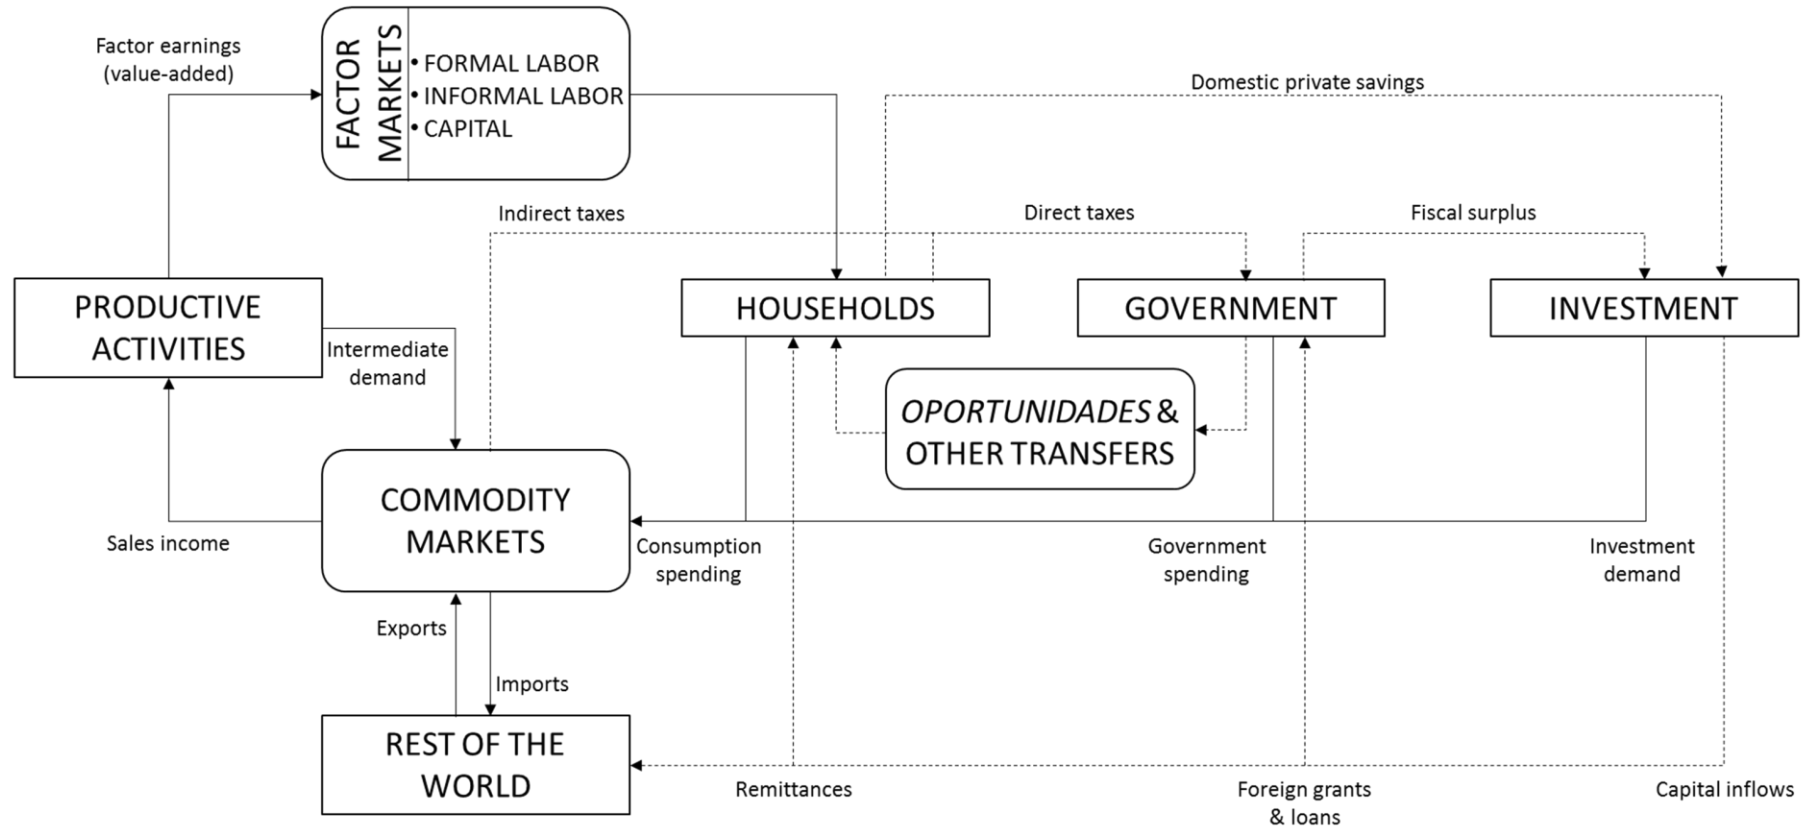 Factor earnings
(value-added)
FACTOR
MARKETS
• FORMAL LABOR
• INFORMAL LABOR
• CAPITAL
Domestic private savings
Indirect taxes
Direct taxes
Fiscal surplus
PRODUCTIVE
ACTIVITIES
HOUSEHOLDS
GOVERNMENT
INVESTMENT
Intermediate
demand
OPORTUNIDADES &
OTHER TRANSFERS
COMMODITY
MARKETS
Sales income
Consumption
spending
Government
spending
Investment
demand
Exports
Imports
REST OF THE
WORLD
Remittances
Foreign grants
& loans
Capital inflows